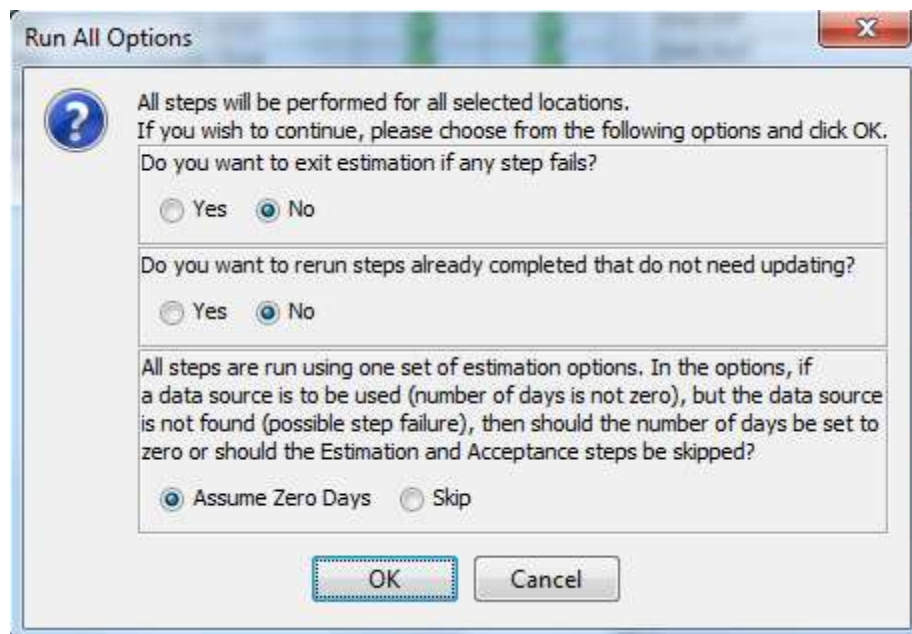 Run All Options
All steps will be performed for all selected locations.
If you wish to continue, please choose from the following options and click OK.
Do you want to exit estimation if any step fails?
Yes No
Do you want to rerun steps already completed that do not need updating?
Yes No
All steps are run using one set of estimation options. In the options, if
a data source is to be used (number of days is not zero), but the data source
is not found (possible step failure), then should the number of days be set to
zero or should the Estimation and Acceptance steps be skipped?
Assume Zero Days Skip
OK Cancel